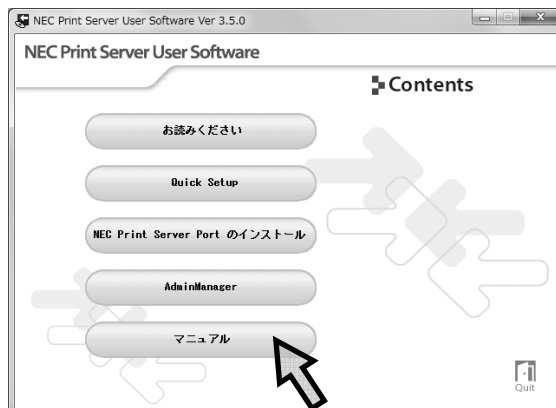 NEC Print Server User Software Ver 3.5.0
NEC Print Server User Software
Contents
お読みください
Quick Setup
NEC Print Server Port のインストール
AdminManager
マニュアル
Quit